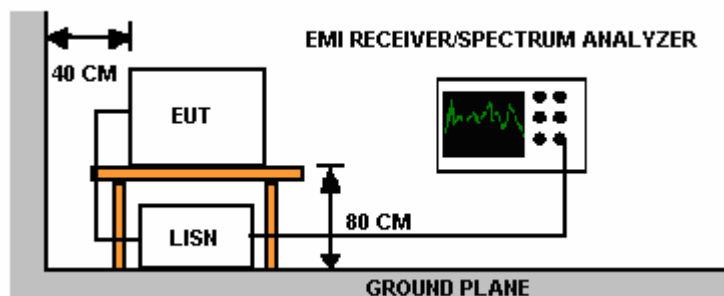 EMI RECEIVER/SPECTRUM ANALYZER
40 CM
EUT
80 CM
LISN
GROUND PLANE